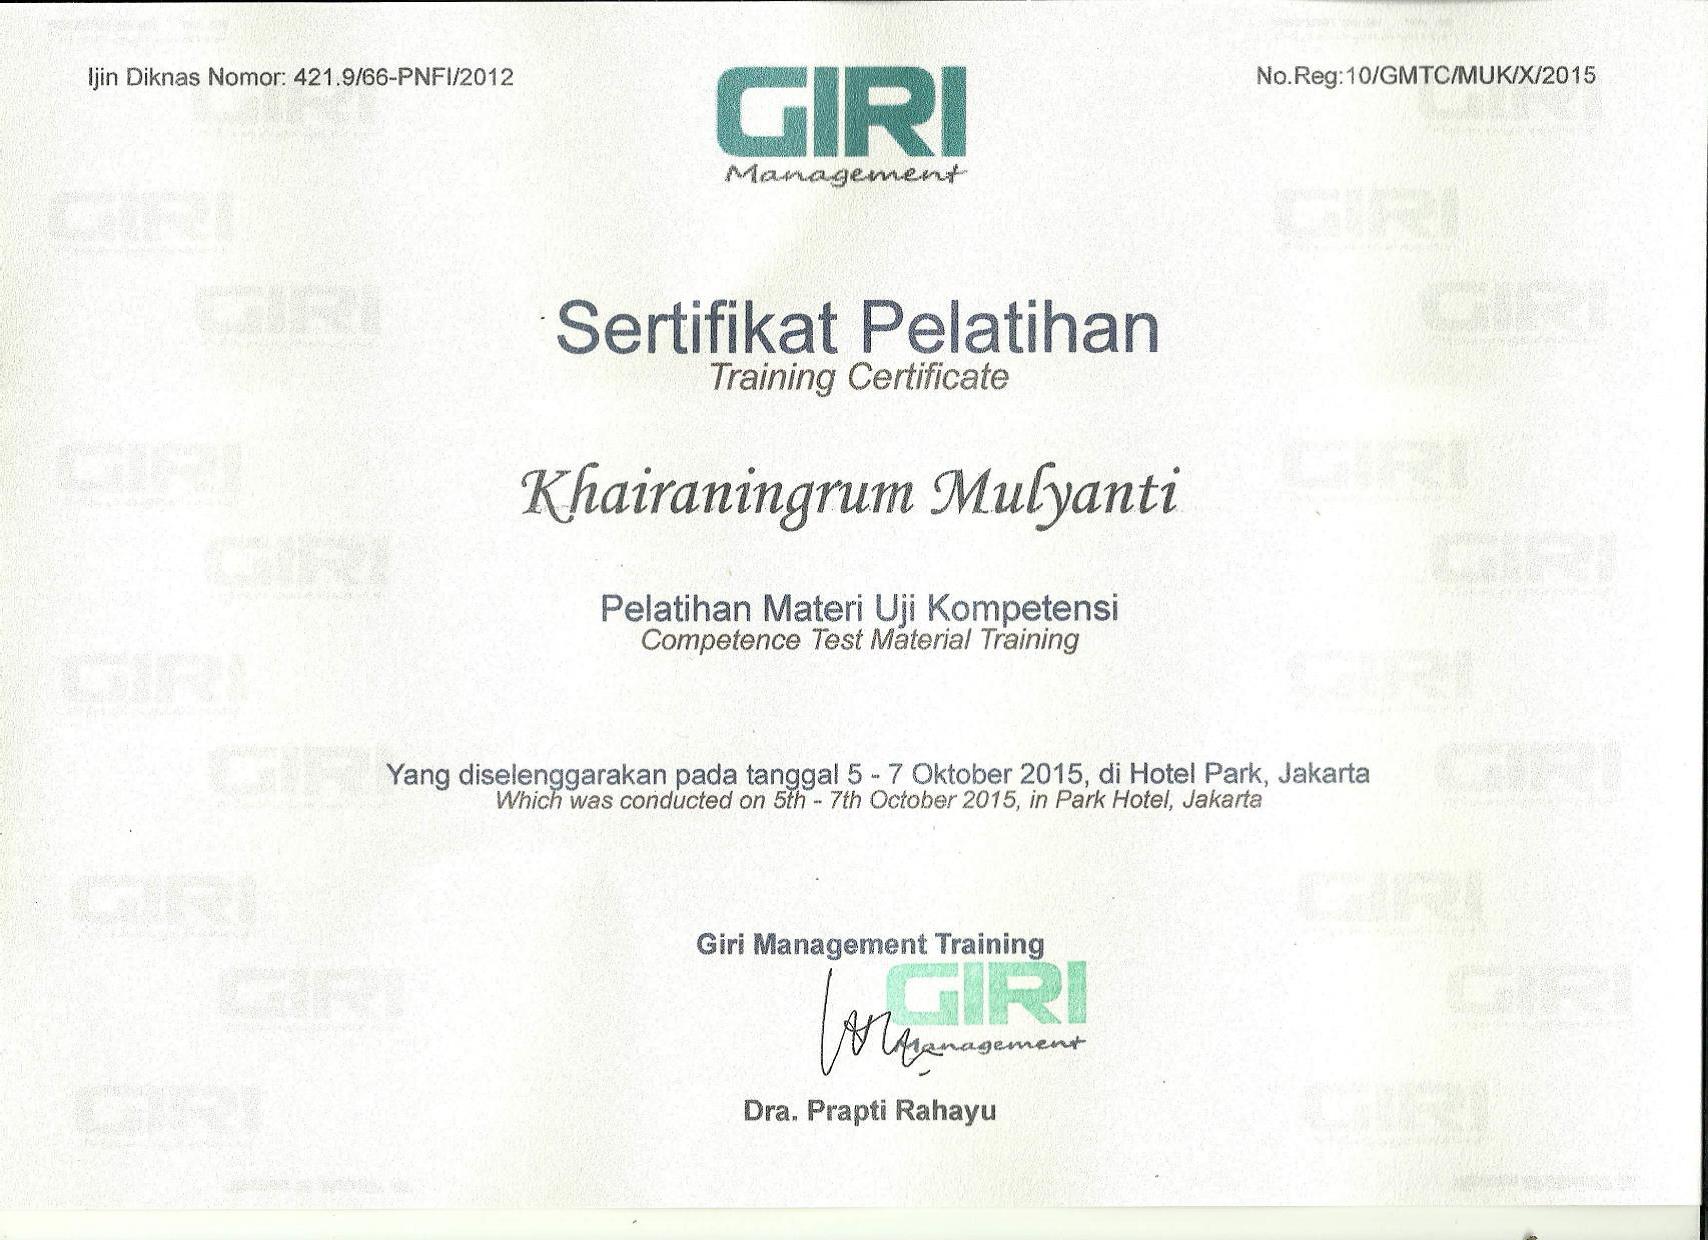 Ijin Diknas Nomor: 421.9/66-PNFI/2012
No.Reg:10/GMTC/MUK/X/2015
GIRI
Management
Sertifikat Pelatihan
Training Certificate
Khairaningrum Mulyanti
Pelatihan Materi Uji Kompetensi
Competence Test Material Training
Yang diselenggarakan pada tanggal 5 - 7 Oktober 2015, di Hotel Park, Jakarta
Which was conducted on 5th - 7th October 2015, in Park Hotel, Jakarta
Giri Management Training
GIRI
Management
Dra. Prapti Rahayu